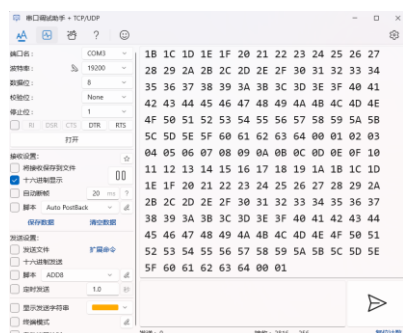 串口调试助手 + TCP/UDP
端口名: COM3
波特率: 19200
数据位: 8
校验位: None
停止位: 1
RI DSR CTS DTR RTS
打开
接收设置:
将接收保存到文件
十六进制显示
自动断帧 20 ms ?
脚本 Auto PostBack
保存数据 清空数据
发送设置:
发送文件 扩展命令
十六进制发送
脚本 ADD8
定时发送 1.0
显示发送字符串
终端模式
1B 1C 1D 1E 1F 20 21 22 23 24 25 26 27
28 29 2A 2B 2C 2D 2E 2F 30 31 32 33 34
35 36 37 38 39 3A 3B 3C 3D 3E 3F 40 41
42 43 44 45 46 47 48 49 4A 4B 4C 4D 4E
4F 50 51 52 53 54 55 56 57 58 59 5A 5B
5C 5D 5E 5F 60 61 62 63 64 00 01 02 03
04 05 06 07 08 09 0A 0B 0C 0D 0E 0F 10
11 12 13 14 15 16 17 18 19 1A 1B 1C 1D
1E 1F 20 21 22 23 24 25 26 27 28 29 2A
2B 2C 2D 2E 2F 30 31 32 33 34 35 36 37
38 39 3A 3B 3C 3D 3E 3F 40 41 42 43 44
45 46 47 48 49 4A 4B 4C 4D 4E 4F 50 51
52 53 54 55 56 57 58 59 5A 5B 5C 5D 5E
5F 60 61 62 63 64 00 01